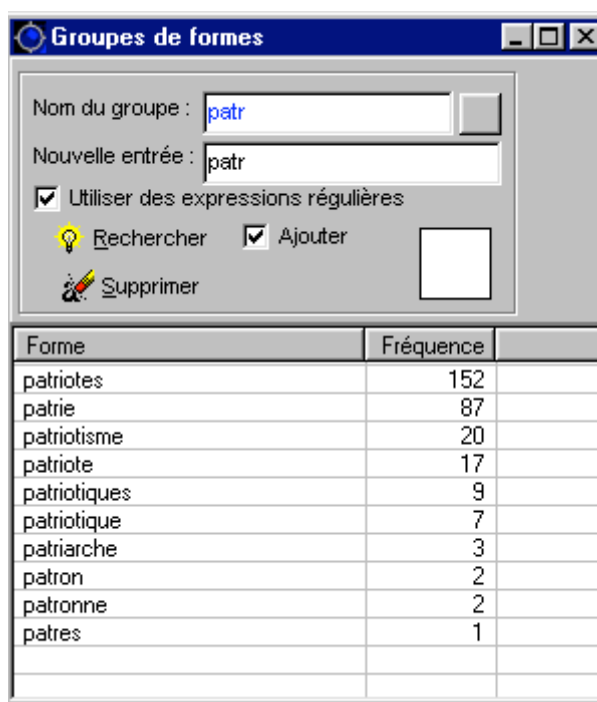 Groupes de formes
Nom du groupe : patr
Nouvelle entrée : patr
Utiliser des expressions régulières
Rechercher Ajouter
Supprimer
Forme Fréquence
patriotes 152
patrie 87
patriotisme 20
patriote 17
patriotiques 9
patriotique 7
patriarche 3
patron 2
patronne 2
patres 1